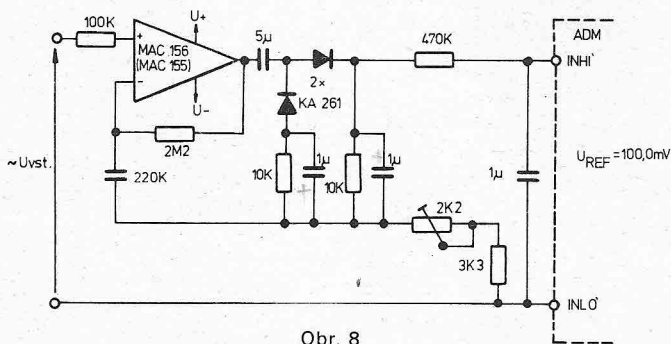 100K
+
MAC 156
(MAC 155)
−
U+
U−
5µ
2×
KA 261
470K
ADM
INHI'
2M2
220K
~Uvst.
10K
1µ
10K
1µ
1µ
UREF = 100,0mV
2K2
3K3
INLO'
Obr. 8